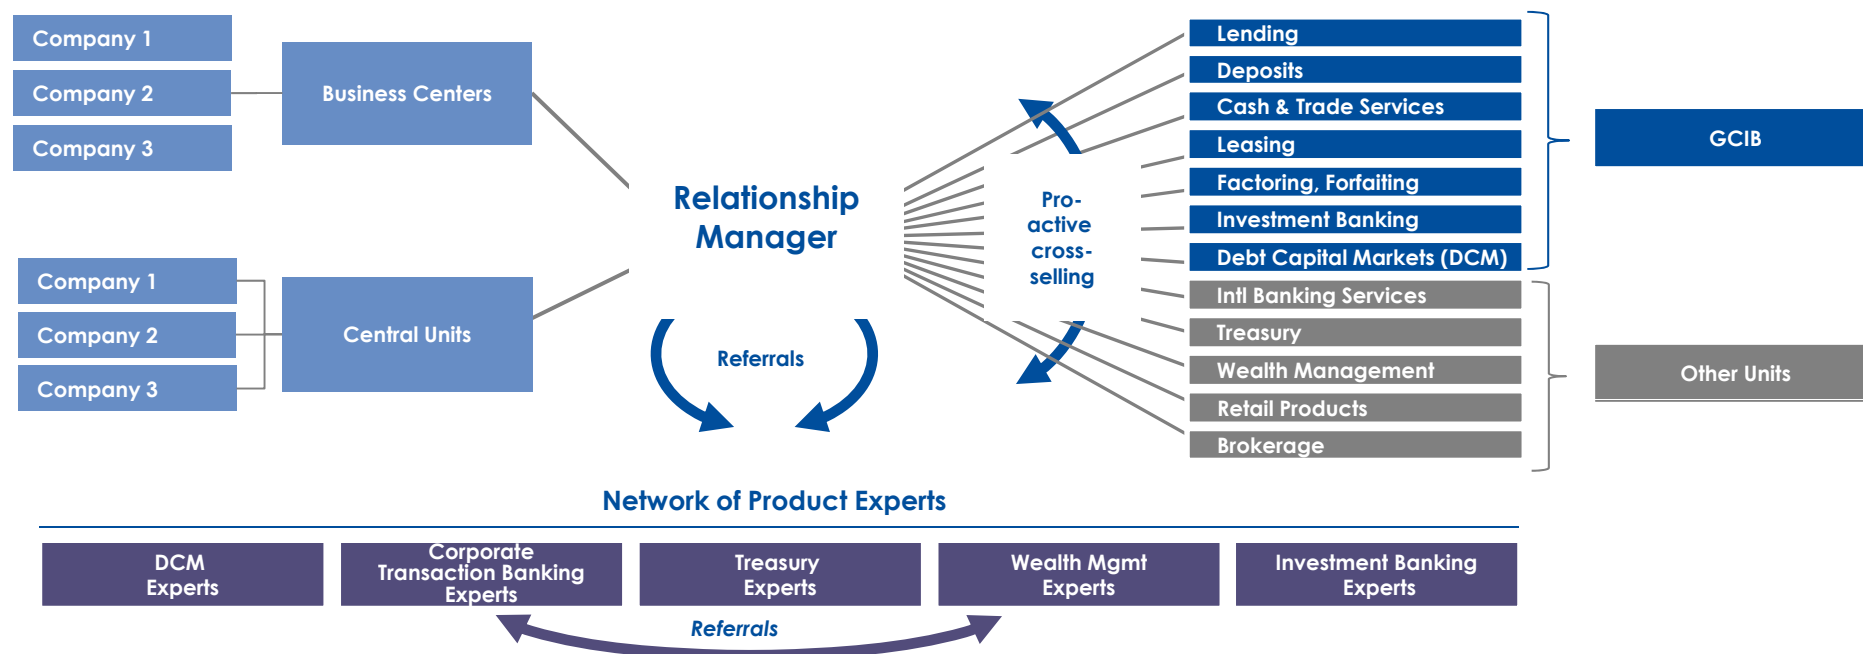 Company 1
Company 2
Company 3
Business Centers
Company 1
Company 2
Company 3
Central Units
Relationship
Manager
Referrals
Pro-
active
cross-
selling
Lending
Deposits
Cash & Trade Services
Leasing
Factoring, Forfaiting
Investment Banking
Debt Capital Markets (DCM)
Intl Banking Services
Treasury
Wealth Management
Retail Products
Brokerage
GCIB
Other Units
Network of Product Experts
DCM
Experts
Corporate
Transaction Banking
Experts
Treasury
Experts
Wealth Mgmt
Experts
Investment Banking
Experts
Referrals